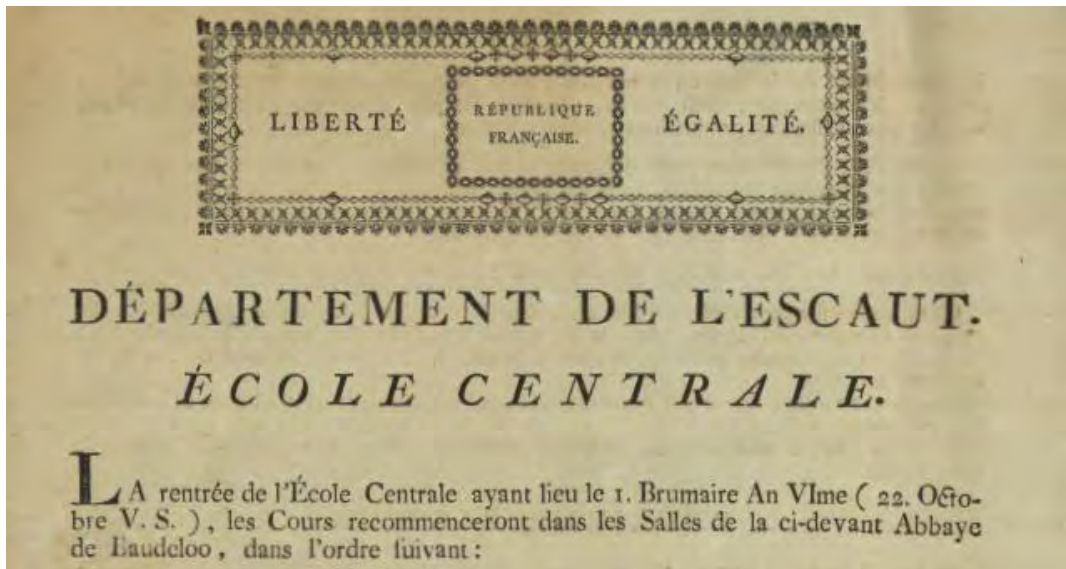 LIBERTÉ
RÉPUBLIQUE
FRANÇAISE.
ÉGALITÉ.
DÉPARTEMENT DE L'ESCAUT.
ÉCOLE CENTRALE.
LA rentrée de l'École Centrale ayant lieu le 1. Brumaire An VIme ( 22. Octo-
bre V. S. ), les Cours recommenceront dans les Salles de la ci-devant Abbaye
de Baudeloo, dans l'ordre suivant :